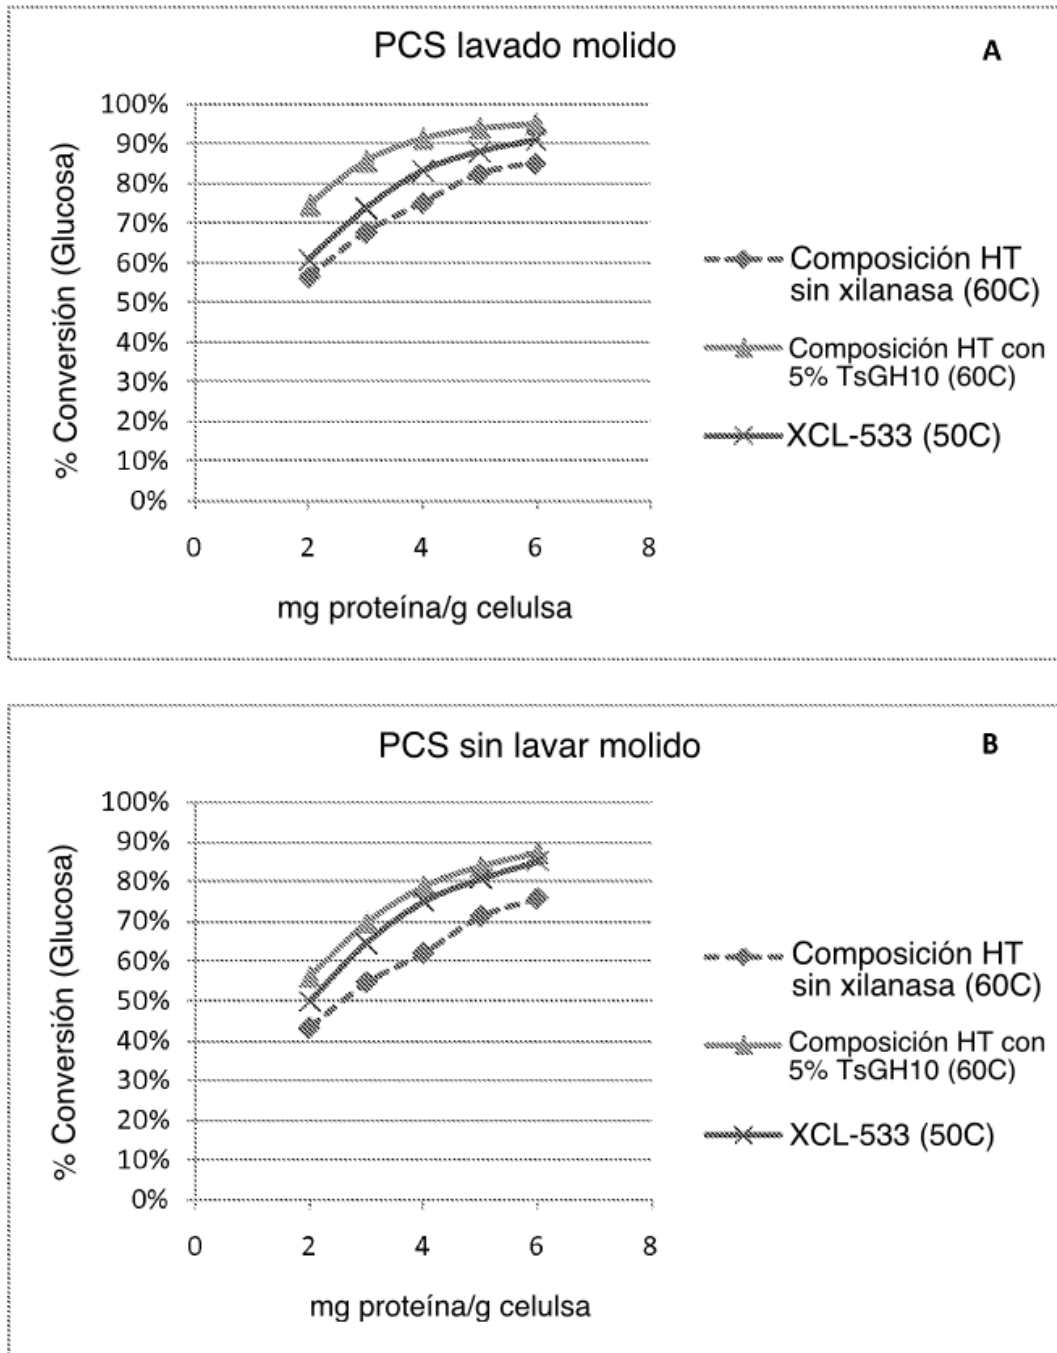 PCS lavado molido
A
% Conversión (Glucosa)
100%
90%
80%
70%
60%
50%
40%
30%
20%
10%
0%
0 2 4 6 8
mg proteína/g celulsa
Composición HT
sin xilanasa (60C)
Composición HT con
5% TsGH10 (60C)
XCL-533 (50C)
PCS sin lavar molido
B
% Conversión (Glucosa)
100%
90%
80%
70%
60%
50%
40%
30%
20%
10%
0%
0 2 4 6 8
mg proteína/g celulsa
Composición HT
sin xilanasa (60C)
Composición HT con
5% TsGH10 (60C)
XCL-533 (50C)